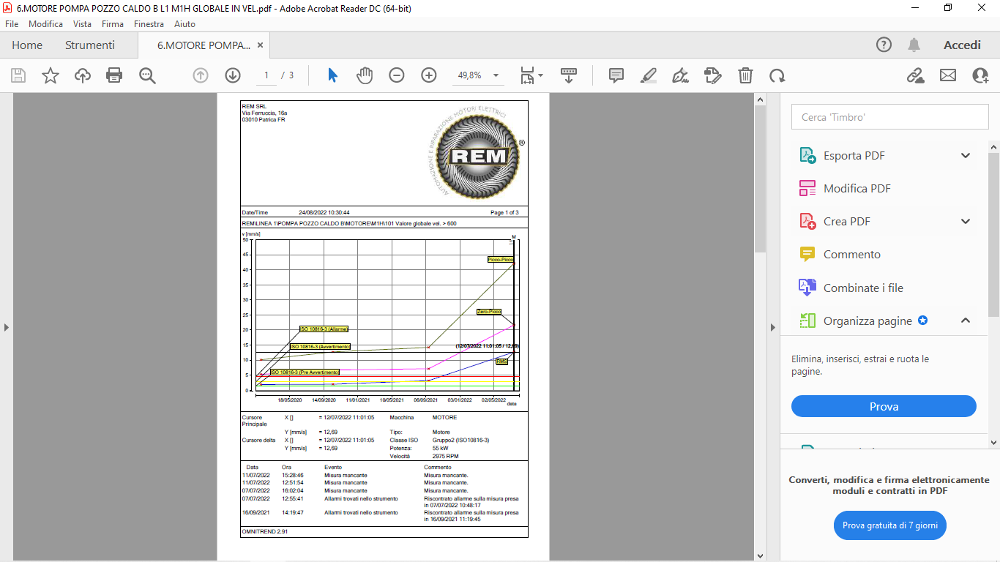 6.MOTORE POMPA POZZO CALDO B L1 M1H GLOBALE IN VEL.pdf - Adobe Acrobat Reader DC (64-bit)
File Modifica Vista Firma Finestra Aiuto
Home Strumenti 6.MOTORE POMPA... × Accedi
1 / 3 49,8%
REM SRL
Via Ferruccia, 16a
03010 Patrica FR
AUTOMAZIONE E RIPARAZIONE MOTORI ELETTRICI
REM ®
Date/Time 24/08/2022 10:30:44 Page 1 of 3
REM\LINEA 1\POMPA POZZO CALDO B\MOTORE\M1H\101 Valore globale vel. > 600
v [mm/s]
M
50
45
40
35
30
25
20
15
10
5
0
Picco-Picco
Zero-Picco
ISO 10816-3 (Allarme)
ISO 10816-3 (Avvertimento)
(12/07/2022 11:01:05 / 12,69)
RMS
ISO 10816-3 (Pre Avvertimento)
18/05/2020 14/09/2020 11/01/2021 10/05/2021 06/09/2021 03/01/2022 02/05/2022
data
Cursore Principale X [] = 12/07/2022 11:01:05 Macchina MOTORE
Y [mm/s] = 12,69 Tipo: Motore
Cursore delta X [] = 12/07/2022 11:01:05 Classe ISO Gruppo2 (ISO10816-3)
Y [mm/s] = 12,69 Potenza: 55 kW
Velocità 2975 RPM
Data Ora Evento Commento
11/07/2022 15:28:46 Misura mancante Misura mancante.
11/07/2022 12:51:54 Misura mancante Misura mancante.
07/07/2022 16:02:04 Misura mancante Misura mancante.
07/07/2022 12:55:41 Allarmi trovati nello strumento Riscontrato allarme sulla misura presa
in 07/07/2022 10:48:17
16/09/2021 14:19:47 Allarmi trovati nello strumento Riscontrato allarme sulla misura presa
in 16/09/2021 11:19:45
OMNITREND 2.91
Cerca 'Timbro'
Esporta PDF
Modifica PDF
Crea PDF
Commento
Combinate i file
Organizza pagine
Elimina, inserisci, estrai e ruota le
pagine.
Prova
Converti, modifica e firma elettronicamente
moduli e contratti in PDF
Prova gratuita di 7 giorni